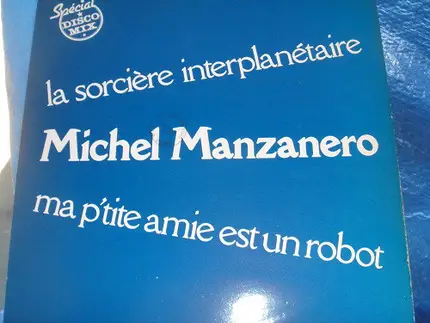 Spécial
DISCO
MIX
la sorcière interplanétaire
Michel Manzanero
ma p'tite amie est un robot